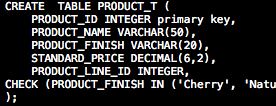 CREATE  TABLE PRODUCT_T (
PRODUCT_ID INTEGER primary key,
PRODUCT_NAME VARCHAR(50),
PRODUCT_FINISH VARCHAR(20),
STANDARD_PRICE DECIMAL(6,2),
PRODUCT_LINE_ID INTEGER,
CHECK (PRODUCT_FINISH IN ('Cherry', 'Natu
);